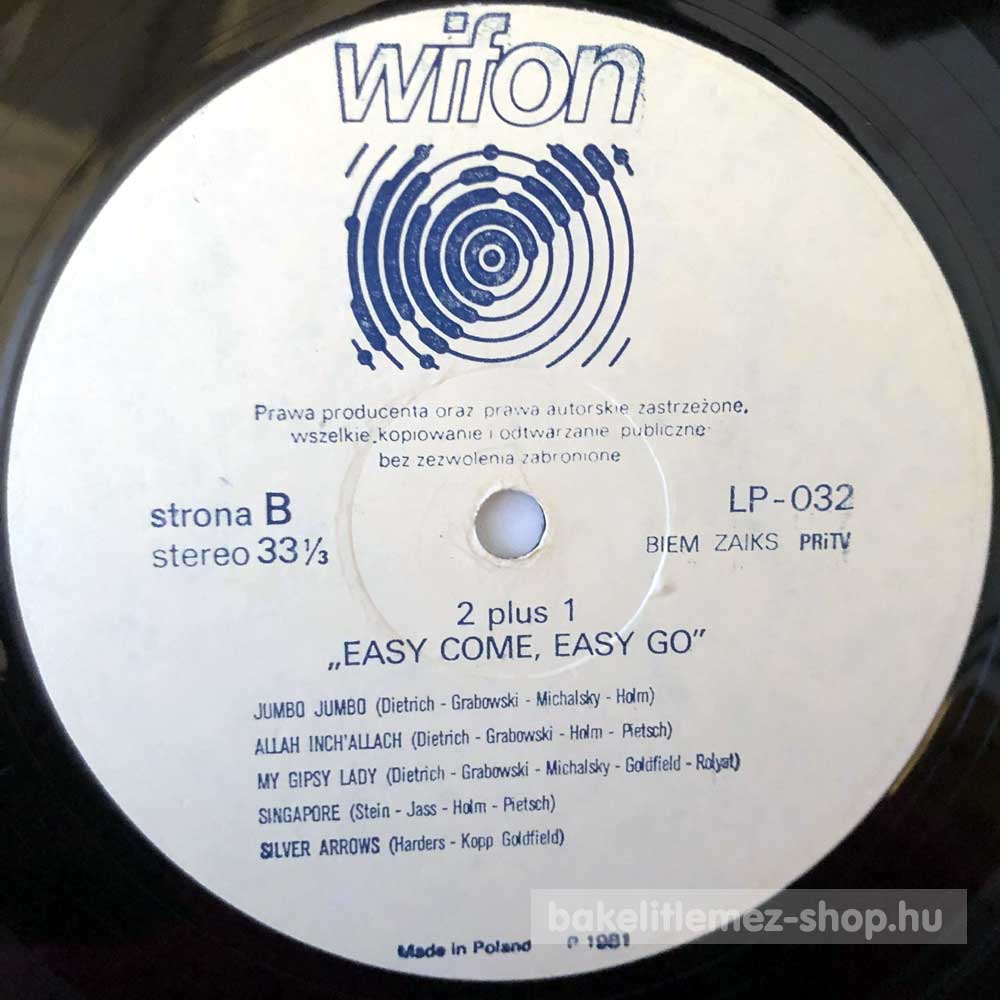 wifon
Prawa producenta oraz prawa autorskie zastrzeżone,
wszelkie kopiowanie i odtwarzanie publiczne
bez zezwolenia zabronione
strona B
stereo 33 1/3
LP-032
BIEM ZAIKS PRiTV
2 plus 1
„EASY COME, EASY GO”
JUMBO JUMBO (Dietrich - Grabowski - Michalsky - Holm)
ALLAH INCH'ALLACH (Dietrich - Grabowski - Holm - Pietsch)
MY GIPSY LADY (Dietrich - Grabowski - Michalsky - Goldfield - Rolyat)
SINGAPORE (Stein - Jass - Holm - Pietsch)
SILVER ARROWS (Harders - Kopp Goldfield)
Made in Poland ℗ 1981
bakelitlemez-shop.hu